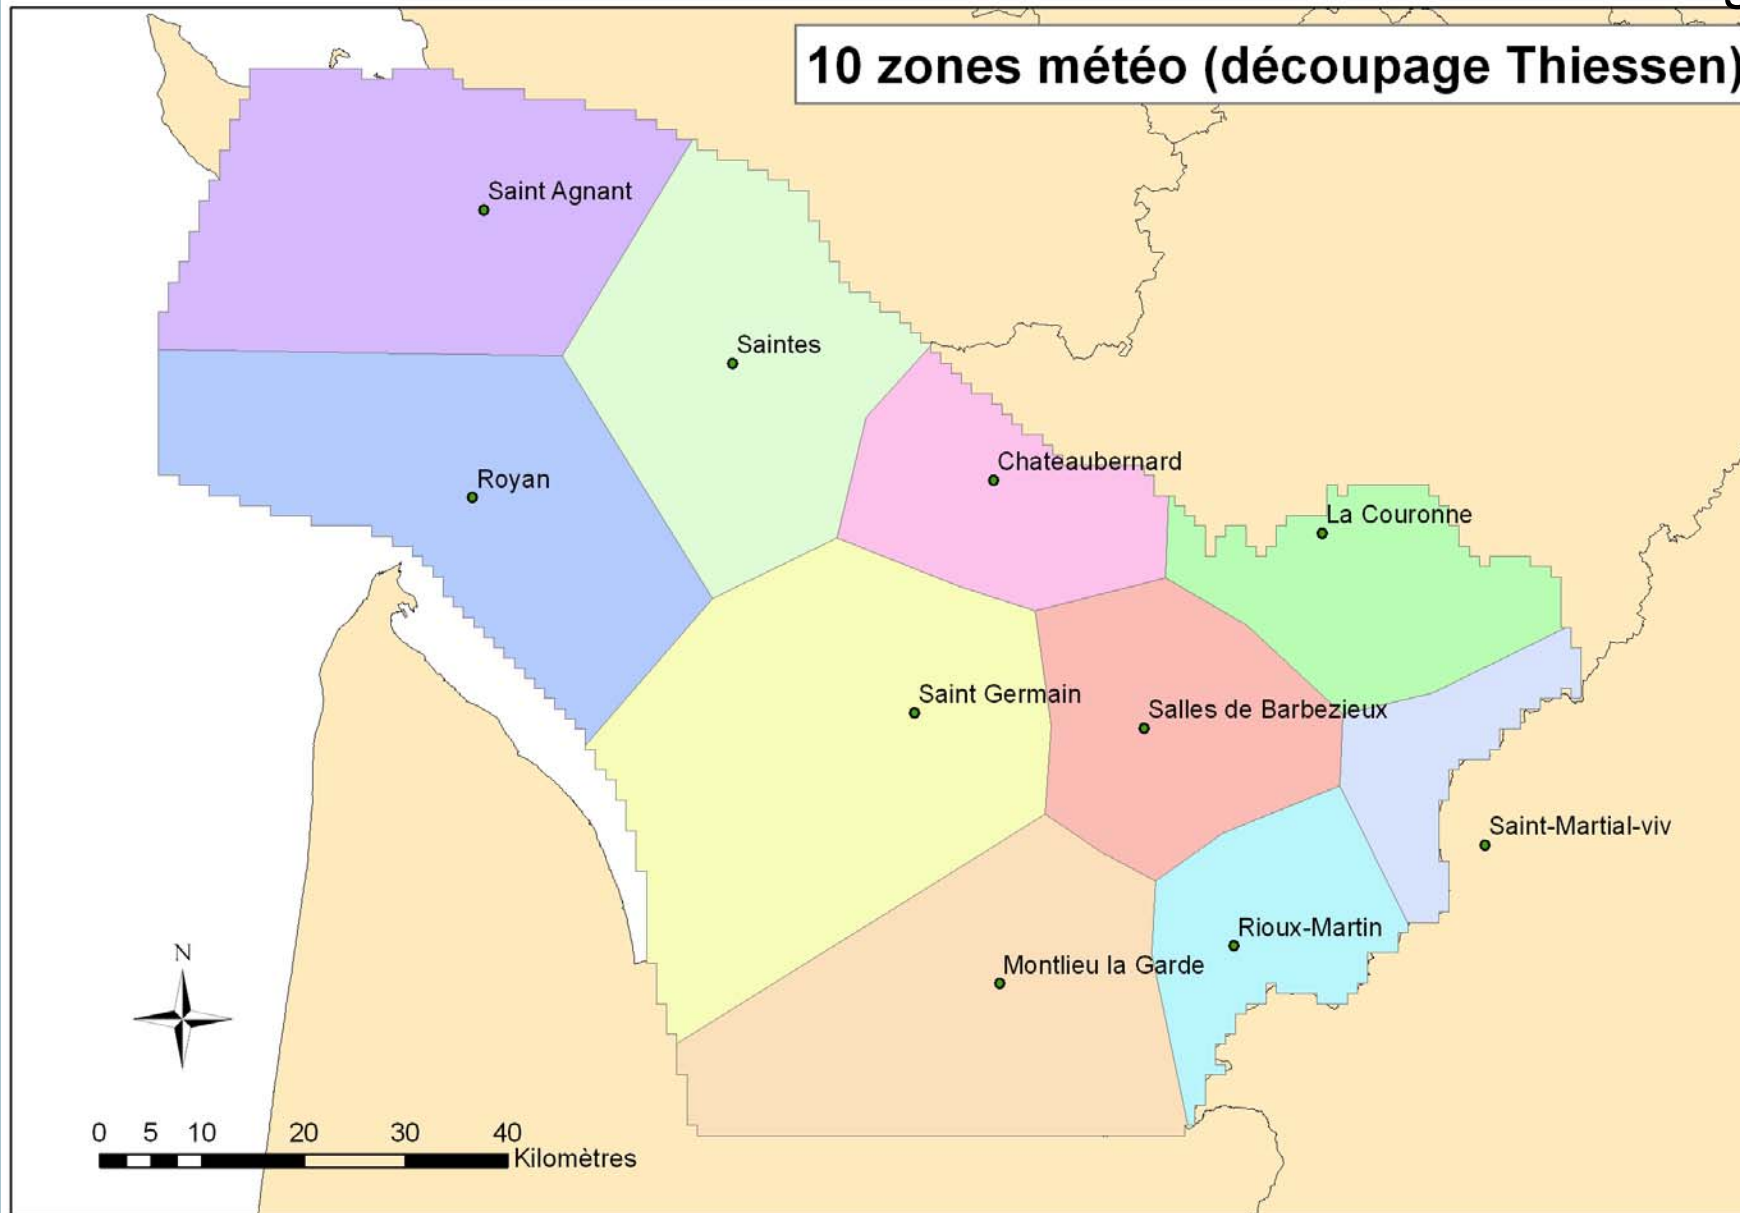 10 zones météo (découpage Thiessen)
Saint Agnant
Saintes
Chateaubernard
Royan
La Couronne
Saint Germain
Salles de Barbezieux
Saint-Martial-viv
Rioux-Martin
Montlieu la Garde
N
0 5 10 20 30 40
Kilomètres